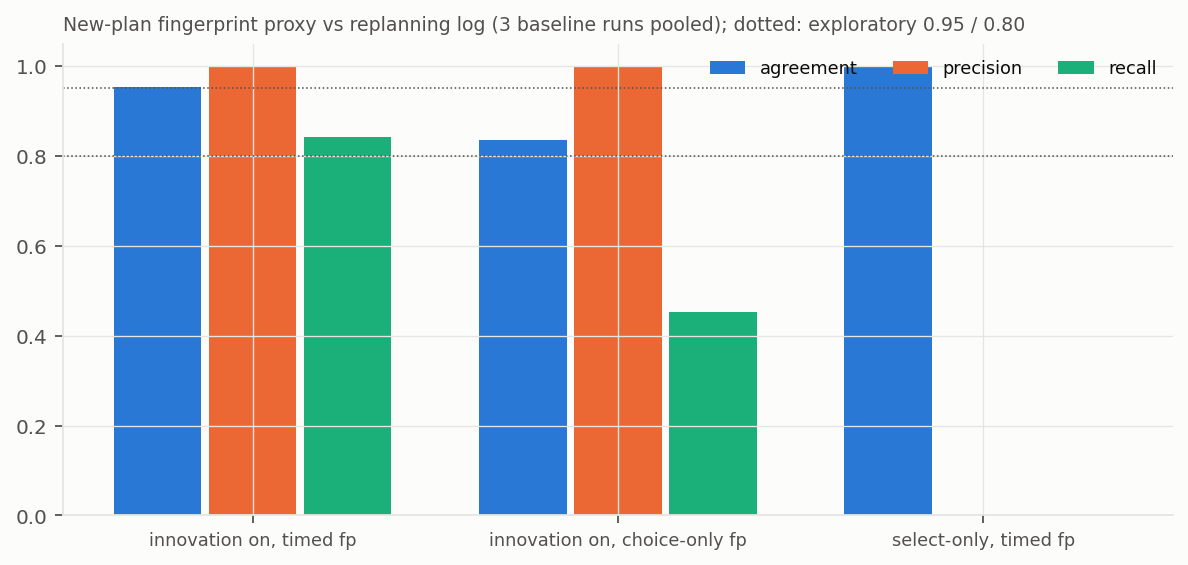 New-plan fingerprint proxy vs replanning log (3 baseline runs pooled); dotted: exploratory 0.95 / 0.80
agreement precision recall
1.0
0.8
0.6
0.4
0.2
0.0
innovation on, timed fp innovation on, choice-only fp select-only, timed fp